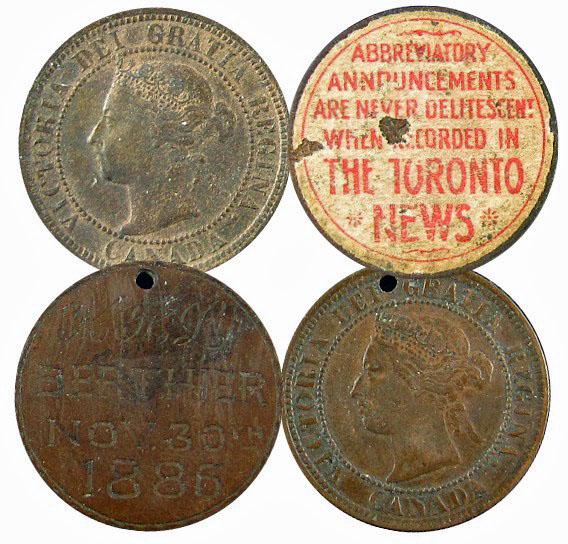 VICTORIA DEI GRATIA REGINA
CANADA
ABBREVIATORY
ANNOUNCEMENTS
ARE NEVER DELITESCENT
WHEN RECORDED IN
THE TORONTO
NEWS
BERTHIER
NOV. 30TH
1886
VICTORIA DEI GRATIA REGINA
CANADA